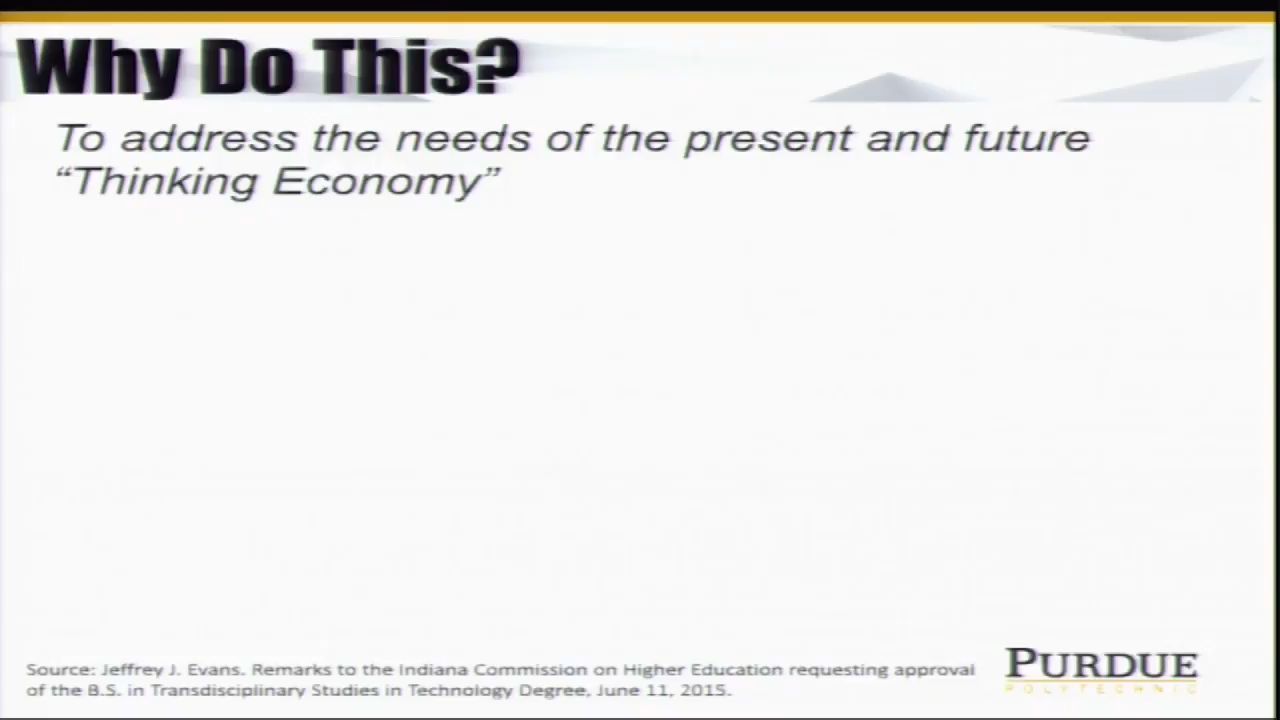 Why Do This?
To address the needs of the present and future
“Thinking Economy”
Source: Jeffrey J. Evans. Remarks to the Indiana Commission on Higher Education requesting approval
of the B.S. in Transdisciplinary Studies in Technology Degree, June 11, 2015.
PURDUE
POLYTECHNIC